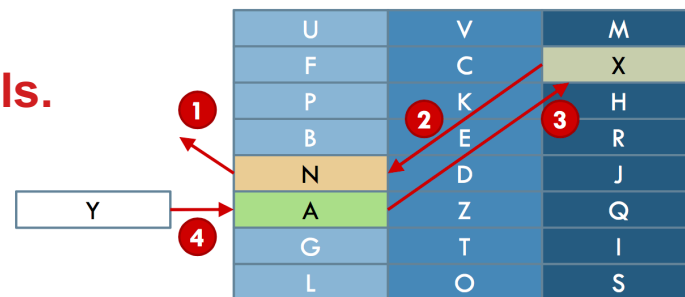 U V M
F C X
ls.
P K H
1 2 3
B E R
N D J
Y A Z Q
4
G T I
L O S